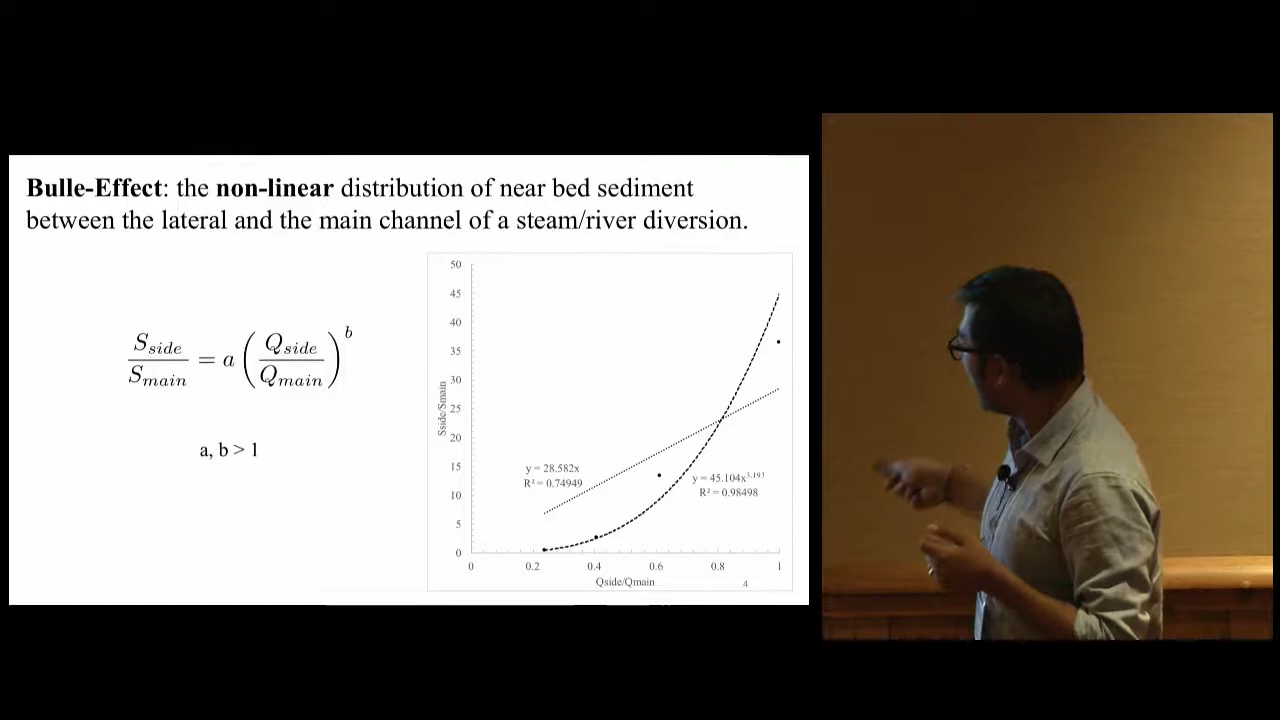 Bulle-Effect: the non-linear distribution of near bed sediment
between the lateral and the main channel of a steam/river diversion.
S_side / S_main = a (Q_side / Q_main)^b
a, b > 1
50
45
40
35
30
25
20
15
10
5
0
Sside/Smain
y = 28.582x
R² = 0.74949
y = 45.104x^3.193
R² = 0.98498
0 0.2 0.4 0.6 0.8 1
Qside/Qmain
4